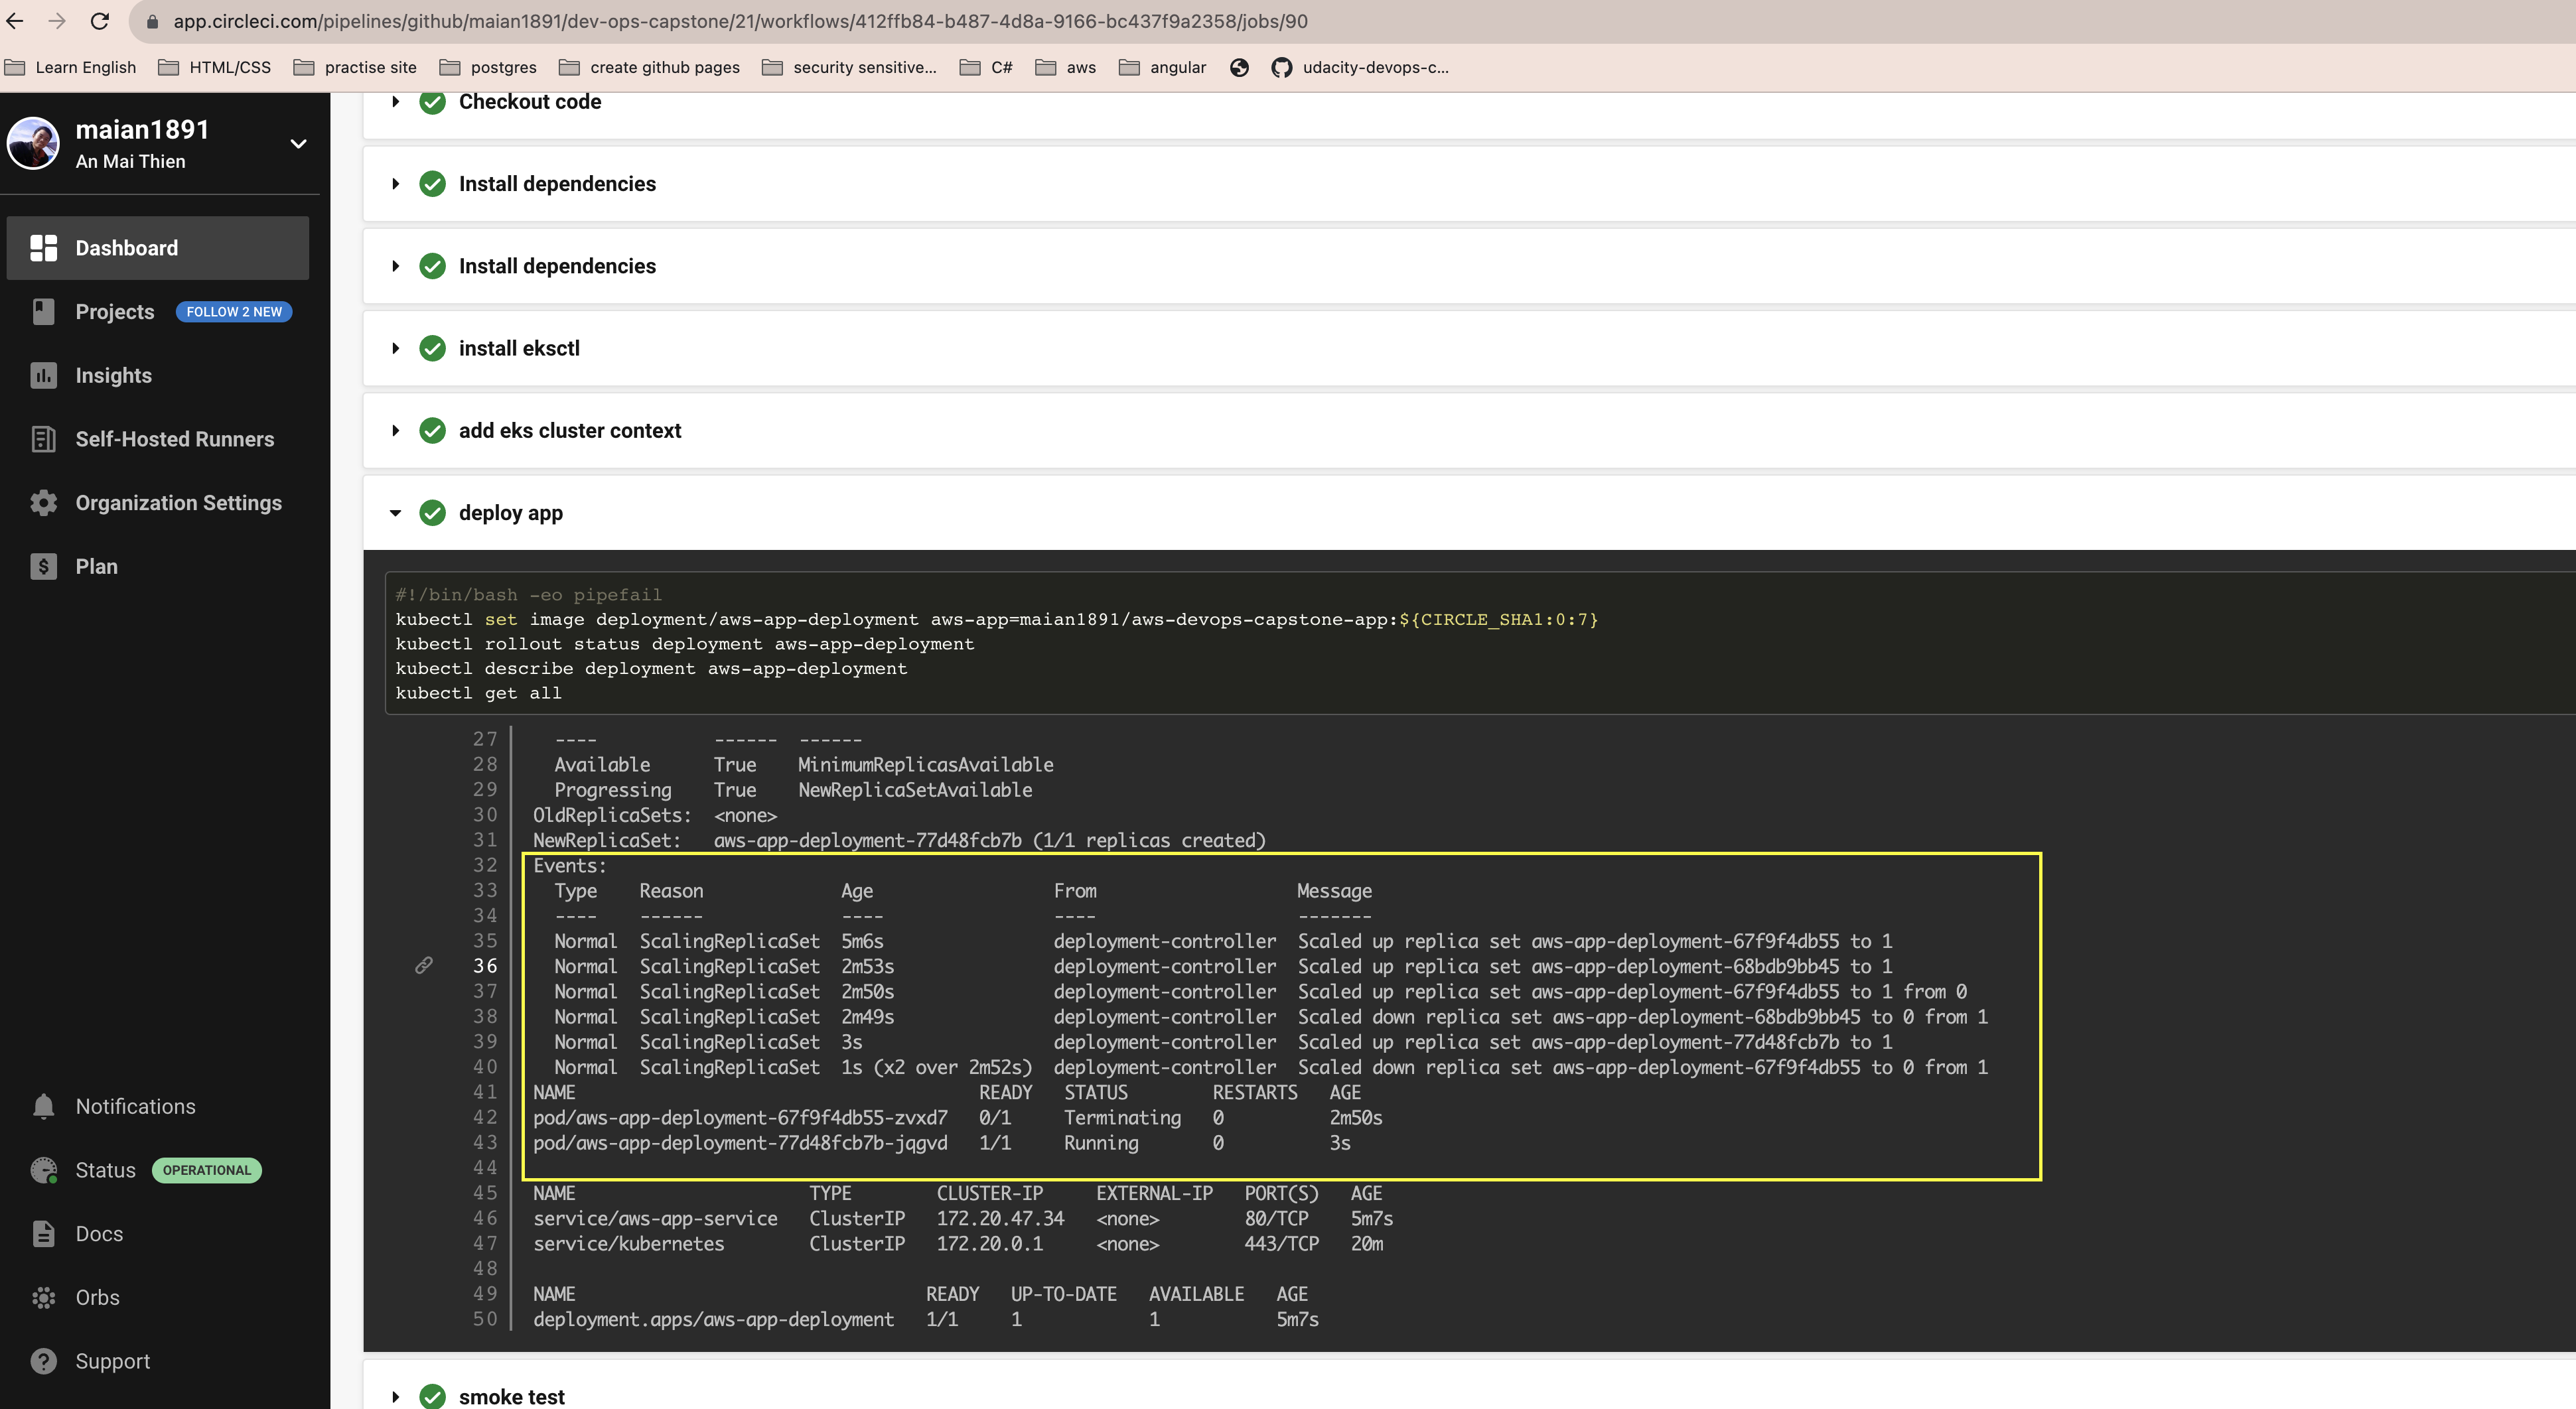 app.circleci.com/pipelines/github/maian1891/dev-ops-capstone/21/workflows/412ffb84-b487-4d8a-9166-bc437f9a2358/jobs/90
Learn English HTML/CSS practise site postgres create github pages security sensitive... C# aws angular udacity-devops-c...
maian1891
An Mai Thien
Dashboard
Projects FOLLOW 2 NEW
Insights
Self-Hosted Runners
Organization Settings
Plan
Notifications
Status OPERATIONAL
Docs
Orbs
Support
Checkout code
Install dependencies
Install dependencies
install eksctl
add eks cluster context
deploy app
#!/bin/bash -eo pipefail
kubectl set image deployment/aws-app-deployment aws-app=maian1891/aws-devops-capstone-app:${CIRCLE_SHA1:0:7}
kubectl rollout status deployment aws-app-deployment
kubectl describe deployment aws-app-deployment
kubectl get all
27 ---- ------ ------
28 Available True MinimumReplicasAvailable
29 Progressing True NewReplicaSetAvailable
30 OldReplicaSets: <none>
31 NewReplicaSet: aws-app-deployment-77d48fcb7b (1/1 replicas created)
32 Events:
33 Type Reason Age From Message
34 ---- ------ ---- ---- -------
35 Normal ScalingReplicaSet 5m6s deployment-controller Scaled up replica set aws-app-deployment-67f9f4db55 to 1
36 Normal ScalingReplicaSet 2m53s deployment-controller Scaled up replica set aws-app-deployment-68bdb9bb45 to 1
37 Normal ScalingReplicaSet 2m50s deployment-controller Scaled up replica set aws-app-deployment-67f9f4db55 to 1 from 0
38 Normal ScalingReplicaSet 2m49s deployment-controller Scaled down replica set aws-app-deployment-68bdb9bb45 to 0 from 1
39 Normal ScalingReplicaSet 3s deployment-controller Scaled up replica set aws-app-deployment-77d48fcb7b to 1
40 Normal ScalingReplicaSet 1s (x2 over 2m52s) deployment-controller Scaled down replica set aws-app-deployment-67f9f4db55 to 0 from 1
41 NAME READY STATUS RESTARTS AGE
42 pod/aws-app-deployment-67f9f4db55-zvxd7 0/1 Terminating 0 2m50s
43 pod/aws-app-deployment-77d48fcb7b-jqgvd 1/1 Running 0 3s
44
45 NAME TYPE CLUSTER-IP EXTERNAL-IP PORT(S) AGE
46 service/aws-app-service ClusterIP 172.20.47.34 <none> 80/TCP 5m7s
47 service/kubernetes ClusterIP 172.20.0.1 <none> 443/TCP 20m
48
49 NAME READY UP-TO-DATE AVAILABLE AGE
50 deployment.apps/aws-app-deployment 1/1 1 1 5m7s
smoke test